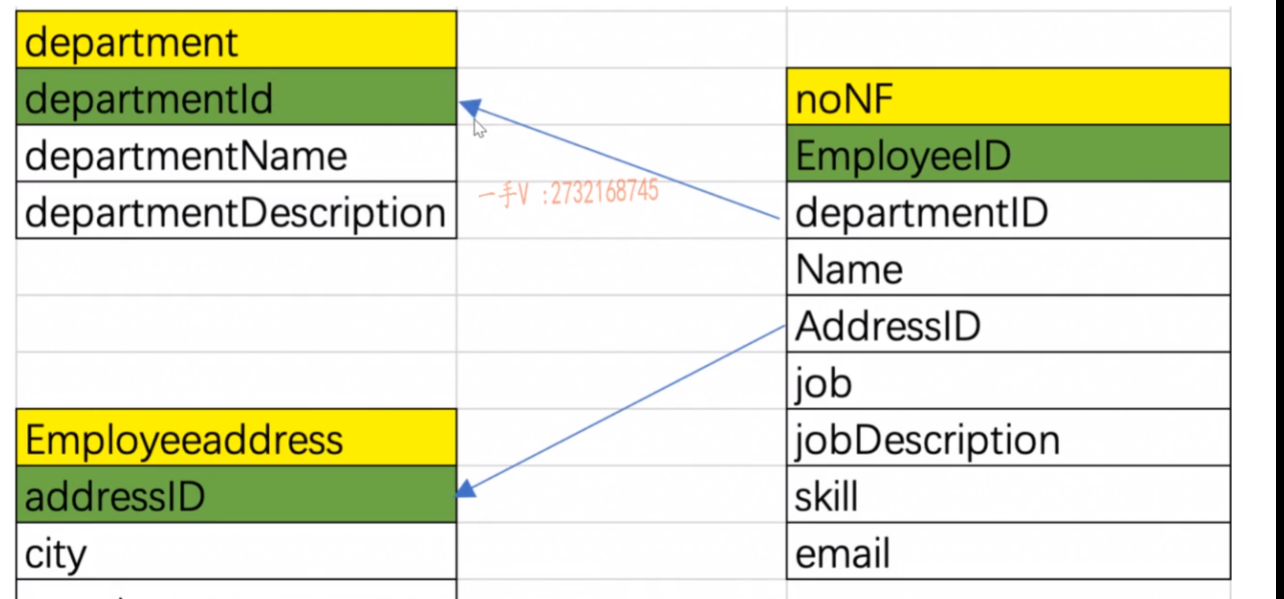 department
departmentId
departmentName
departmentDescription
一手V :2732168745
Employeeaddress
addressID
city
noNF
EmployeeID
departmentID
Name
AddressID
job
jobDescription
skill
email